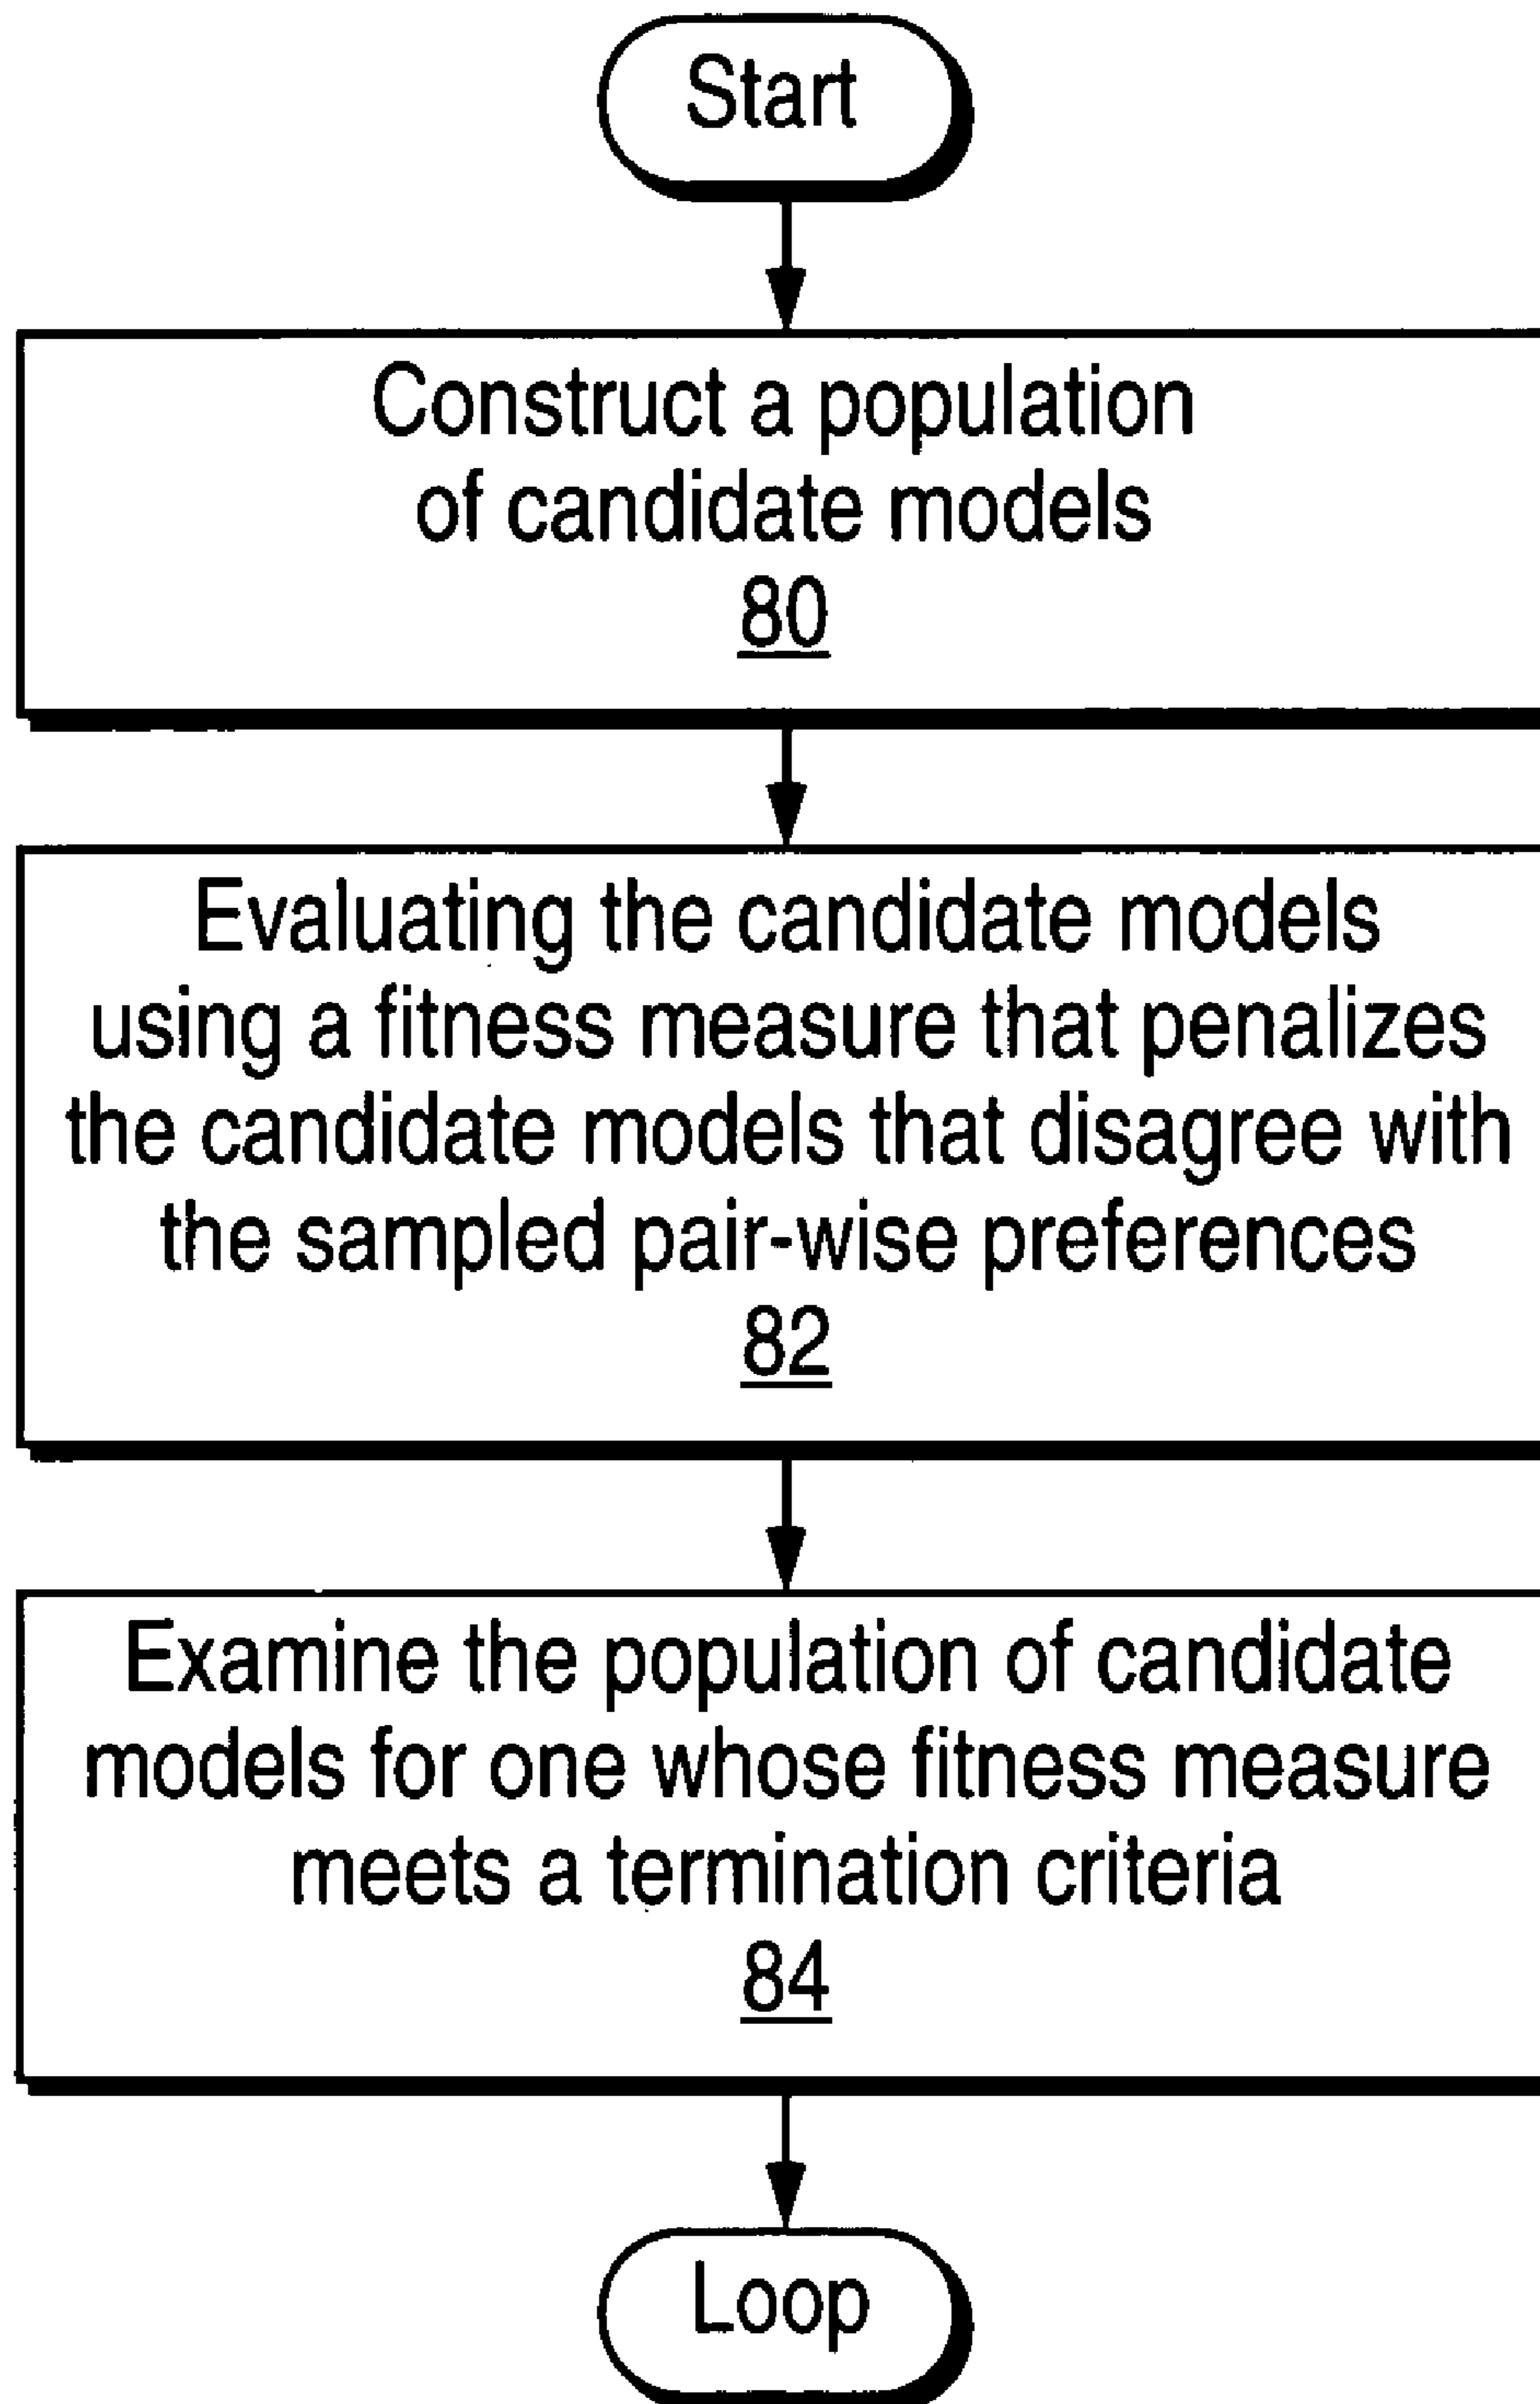 Start
Construct a population
of candidate models
80
Evaluating the candidate models
using a fitness measure that penalizes
the candidate models that disagree with
the sampled pair-wise preferences
82
Examine the population of candidate
models for one whose fitness measure
meets a termination criteria
84
Loop